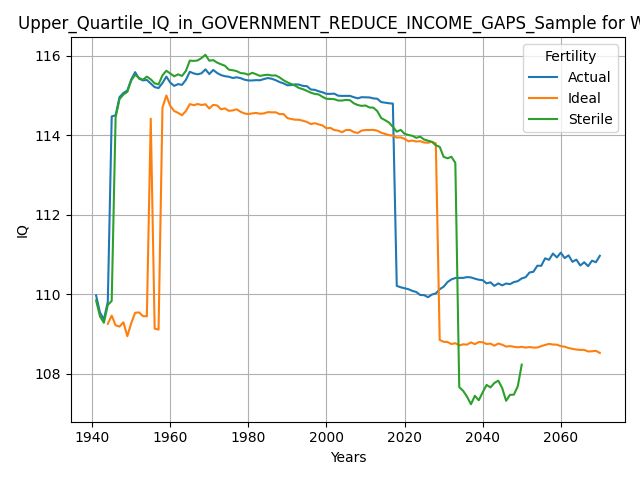 Upper_Quartile_IQ_in_GOVERNMENT_REDUCE_INCOME_GAPS_Sample for W
Fertility
Actual
Ideal
Sterile
116
114
112
110
108
IQ
1940
1960
1980
2000
2020
2040
2060
Years